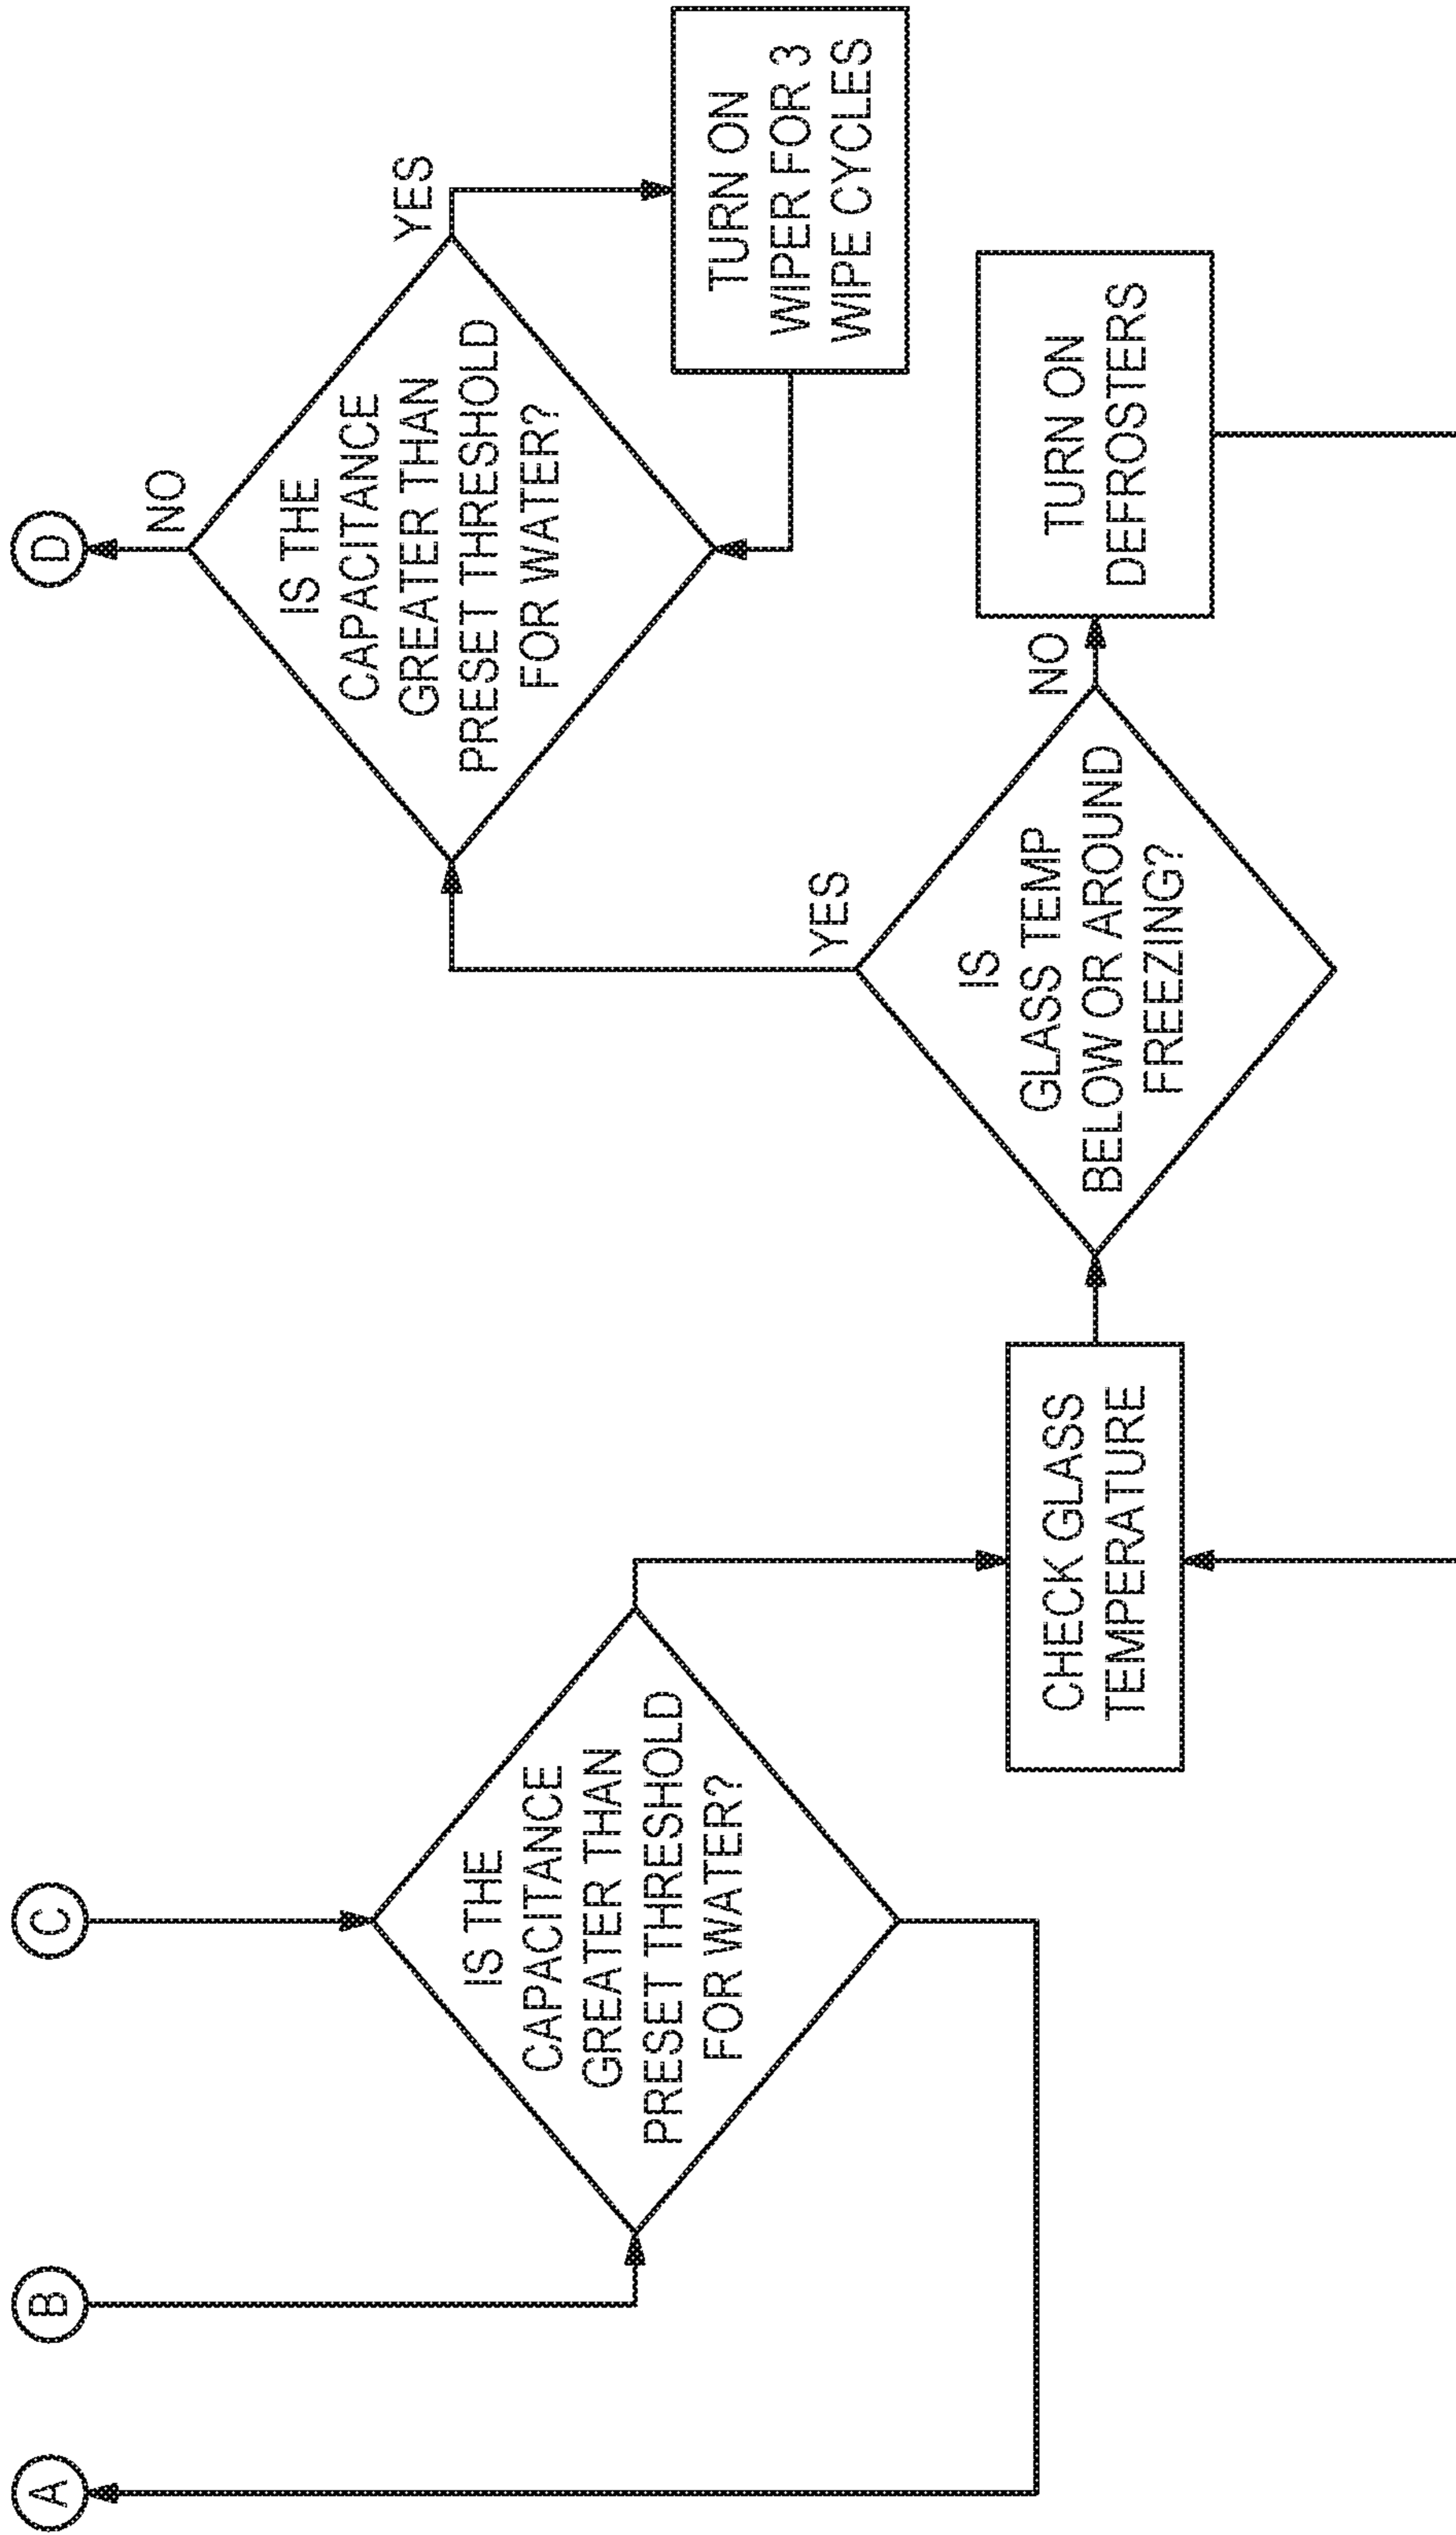 A
B
C
D
IS THE
CAPACITANCE
GREATER THAN
PRESET THRESHOLD
FOR WATER?
CHECK GLASS
TEMPERATURE
IS
GLASS TEMP
BELOW OR AROUND
FREEZING?
YES
NO
TURN ON
DEFROSTERS
IS THE
CAPACITANCE
GREATER THAN
PRESET THRESHOLD
FOR WATER?
NO
YES
TURN ON
WIPER FOR 3
WIPE CYCLES